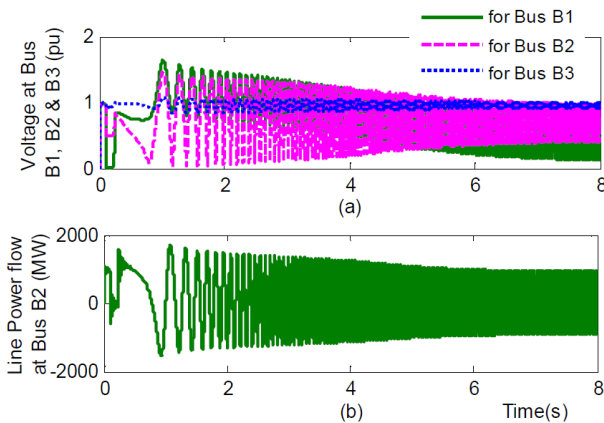 for Bus B1
for Bus B2
for Bus B3
Voltage at Bus
B1, B2 & B3 (pu)
2
1
0
0 2 4 6 8
(a)
Line Power flow
at Bus B2 (MW)
2000
0
-2000
0 2 4 6 8
(b) Time(s)